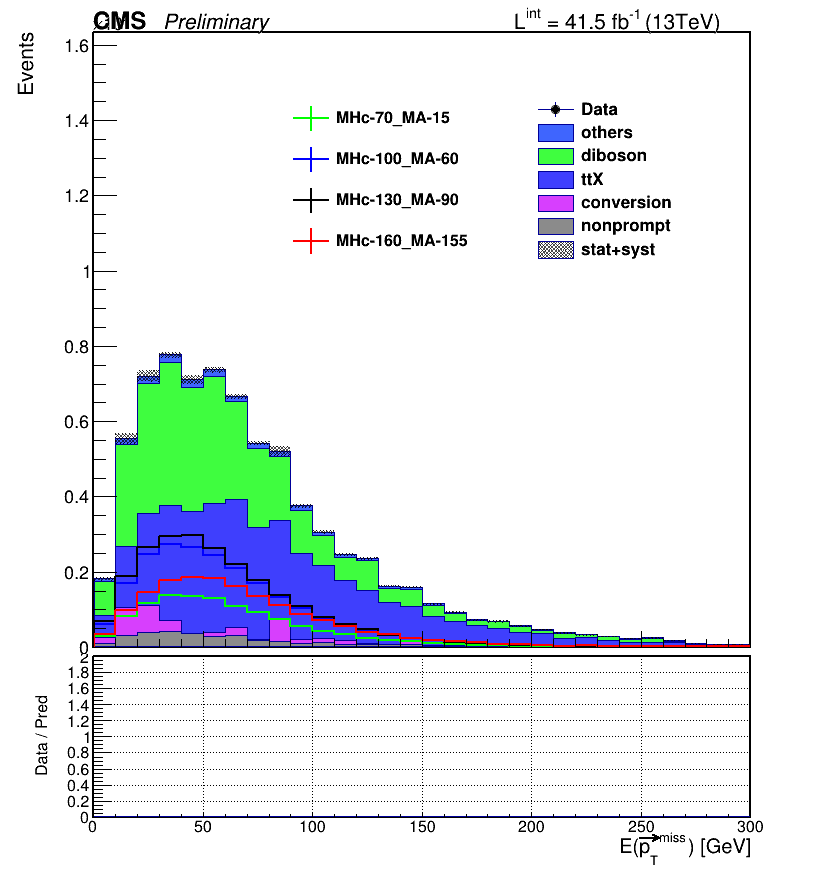 CMS Preliminary L^int = 41.5 fb^-1 (13TeV)
Events
1.6
1.4
1.2
1
0.8
0.6
0.4
0.2
0
MHc-70_MA-15
MHc-100_MA-60
MHc-130_MA-90
MHc-160_MA-155
Data
others
diboson
ttX
conversion
nonprompt
stat+syst
Data / Pred
2
1.8
1.6
1.4
1.2
1
0.8
0.6
0.4
0.2
0
0 50 100 150 200 250 300
E(p_T^miss) [GeV]